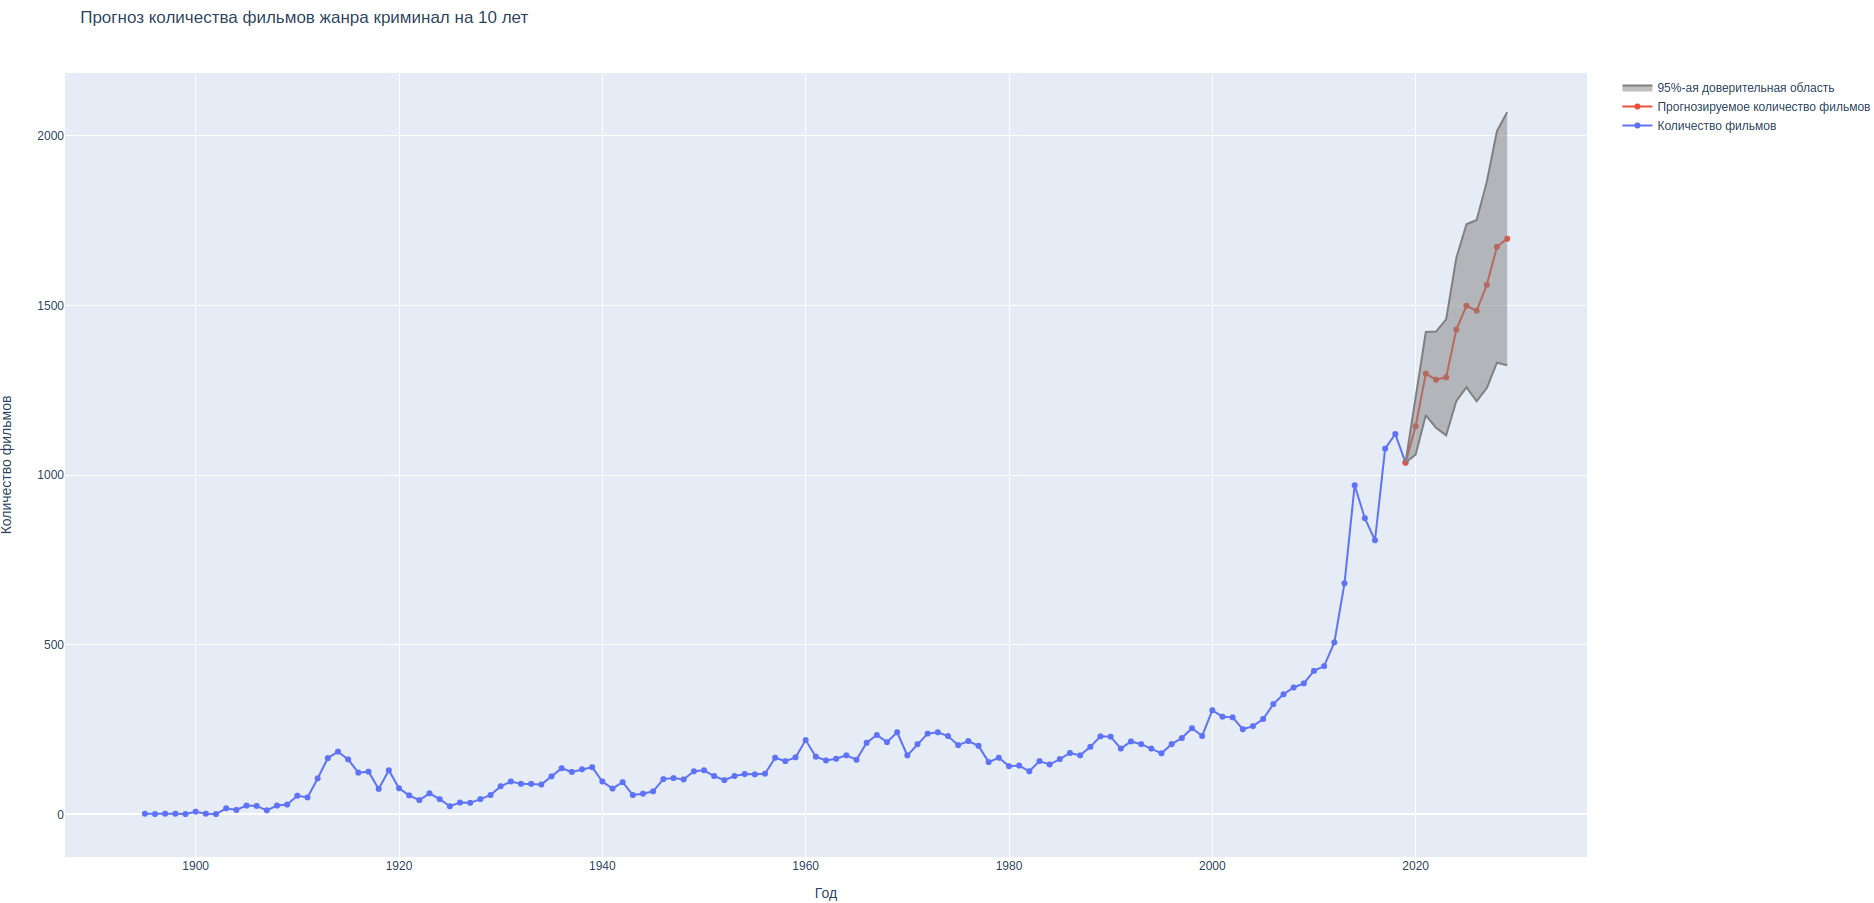 Прогноз количества фильмов жанра криминал на 10 лет
95%-ая доверительная область
Прогнозируемое количество фильмов
Количество фильмов
2000
1500
1000
500
0
Количество фильмов
1900
1920
1940
1960
1980
2000
2020
Год